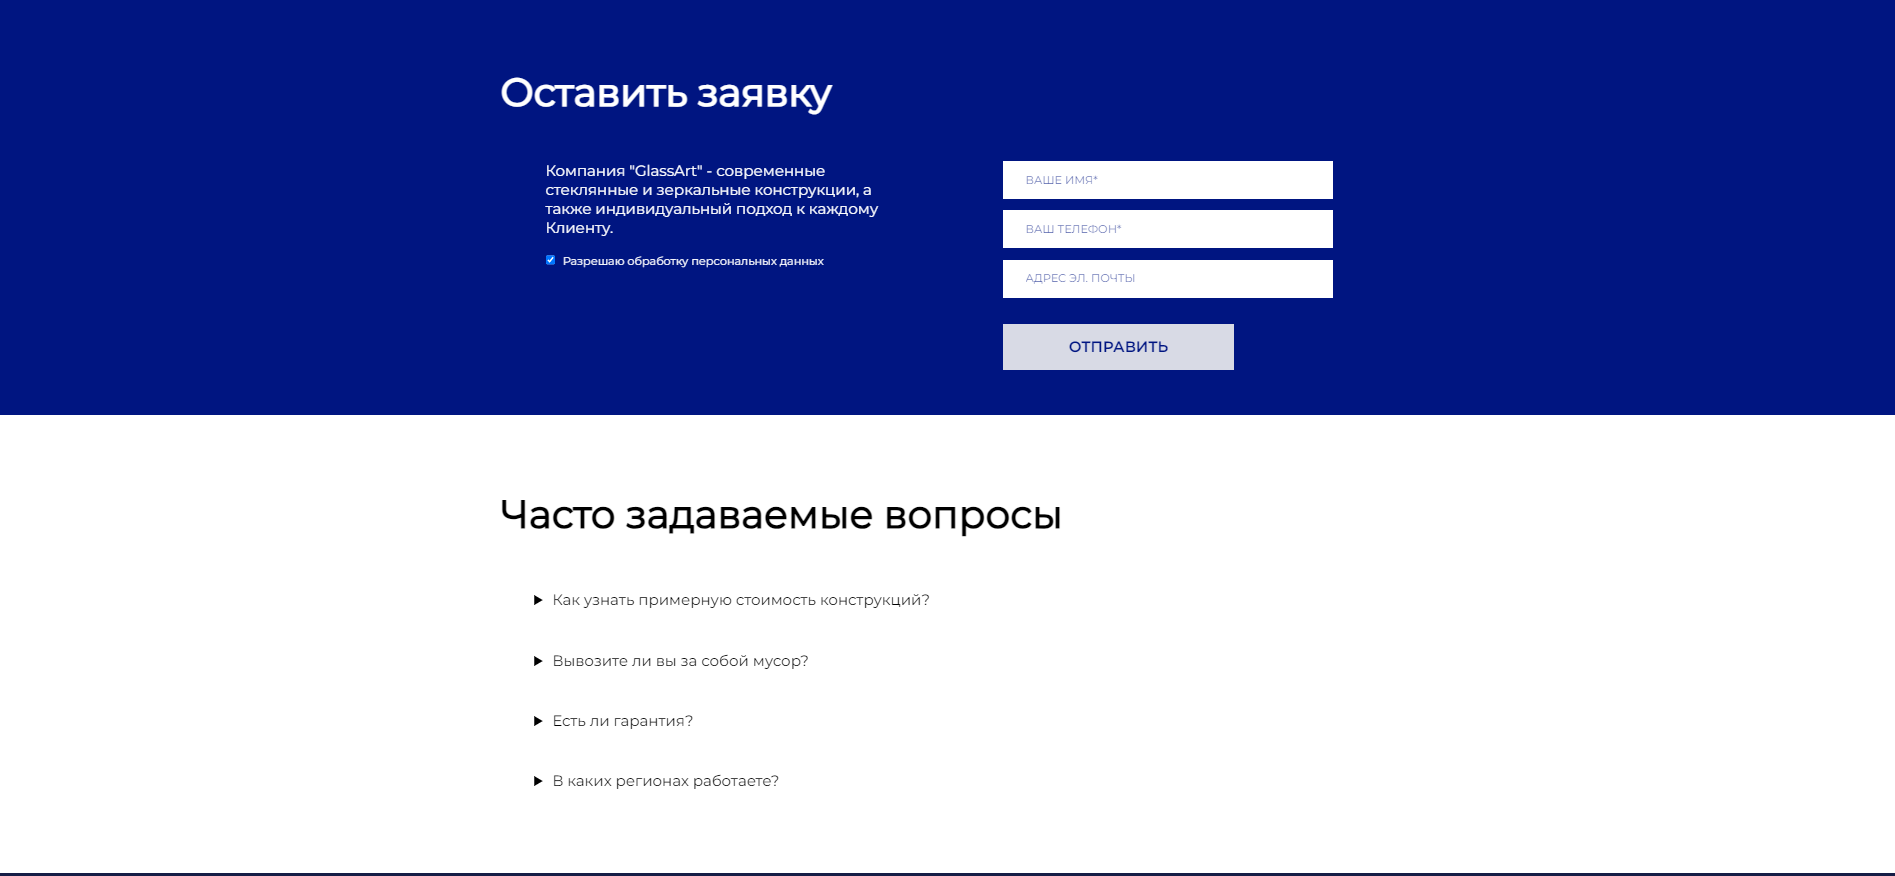 Оставить заявку
Компания "GlassArt" - современные
стеклянные и зеркальные конструкции, а
также индивидуальный подход к каждому
Клиенту.
Разрешаю обработку персональных данных
ВАШЕ ИМЯ*
ВАШ ТЕЛЕФОН*
АДРЕС ЭЛ. ПОЧТЫ
ОТПРАВИТЬ
Часто задаваемые вопросы
Как узнать примерную стоимость конструкций?
Вывозите ли вы за собой мусор?
Есть ли гарантия?
В каких регионах работаете?